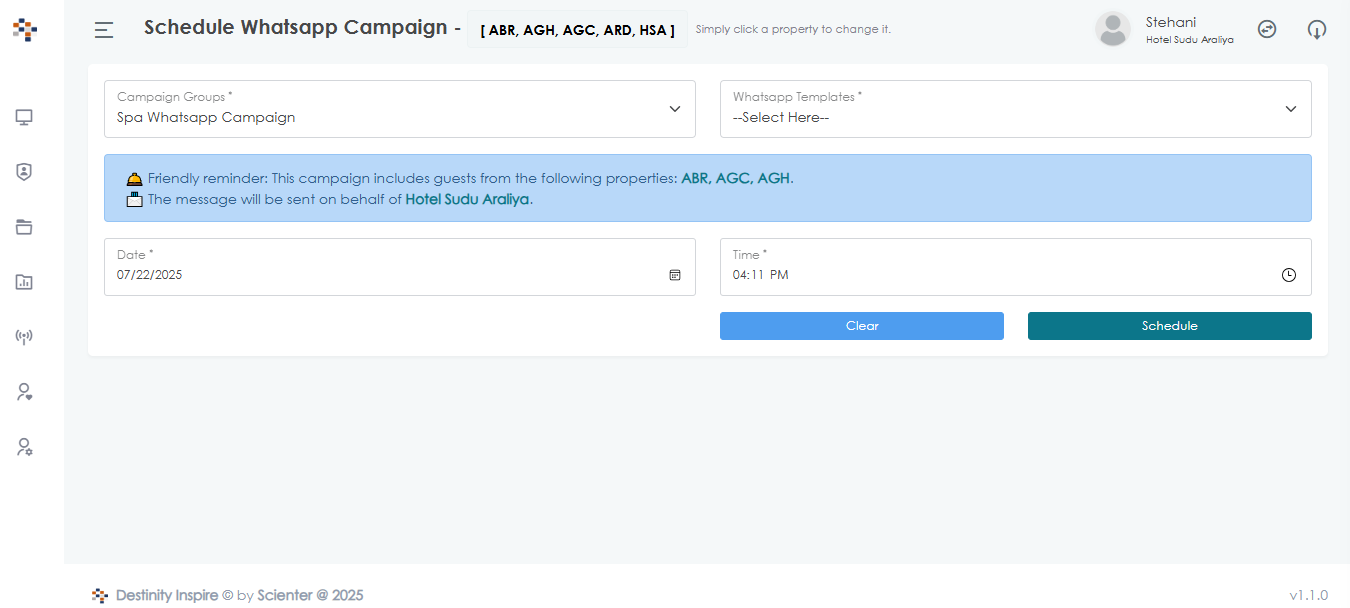 Schedule Whatsapp Campaign - [ ABR, AGH, AGC, ARD, HSA ] Simply click a property to change it.
Stehani
Hotel Sudu Araliya
Campaign Groups *
Spa Whatsapp Campaign
Whatsapp Templates *
--Select Here--
Friendly reminder: This campaign includes guests from the following properties: ABR, AGC, AGH.
The message will be sent on behalf of Hotel Sudu Araliya.
Date *
07/22/2025
Time *
04:11 PM
Clear
Schedule
Destinity Inspire © by Scienter @ 2025
v1.1.0